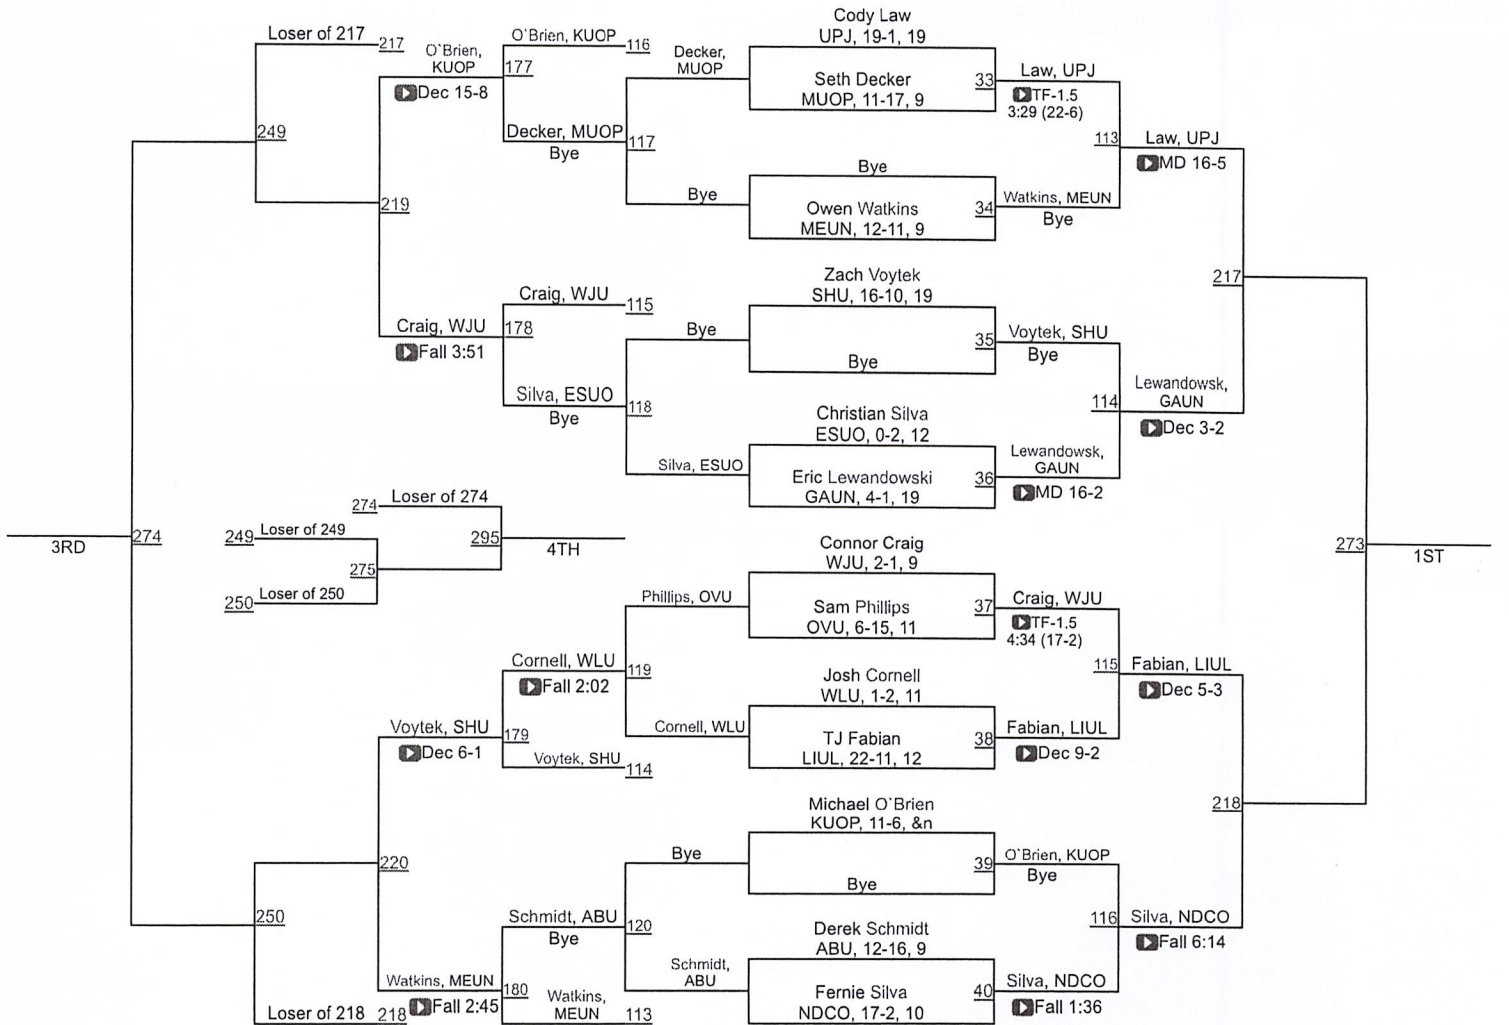 Cody Law
UPJ, 19-1, 19
Loser of 217
217
O`Brien,
KUOP
Dec 15-8
O`Brien, KUOP
116
177
Decker,
MUOP
Seth Decker
MUOP, 11-17, 9
33
Law, UPJ
TF-1.5
3:29 (22-6)
249
Decker, MUOP
Bye
117
113
Law, UPJ
MD 16-5
219
Bye
Bye
Owen Watkins
MEUN, 12-11, 9
34
Watkins, MEUN
Bye
217
Zach Voytek
SHU, 16-10, 19
Craig, WJU
115
Craig, WJU
178
Fall 3:51
Bye
Bye
35
Voytek, SHU
Bye
Silva, ESUO
Bye
118
114
Lewandowsk,
GAUN
Dec 3-2
Christian Silva
ESUO, 0-2, 12
Silva, ESUO
Eric Lewandowski
GAUN, 4-1, 19
36
Lewandowsk,
GAUN
MD 16-2
274
Loser of 274
3RD
274
249
Loser of 249
295
4TH
275
250
Loser of 250
273
1ST
Connor Craig
WJU, 2-1, 9
Phillips, OVU
Sam Phillips
OVU, 6-15, 11
37
Craig, WJU
TF-1.5
4:34 (17-2)
Cornell, WLU
Fall 2:02
119
115
Fabian, LIUL
Dec 5-3
Josh Cornell
WLU, 1-2, 11
Voytek, SHU
Dec 6-1
179
Cornell, WLU
TJ Fabian
LIUL, 22-11, 12
38
Fabian, LIUL
Dec 9-2
Voytek, SHU
114
218
Michael O`Brien
KUOP, 11-6, &n
220
Bye
Bye
39
O`Brien, KUOP
Bye
250
Schmidt, ABU
Bye
120
116
Silva, NDCO
Fall 6:14
Derek Schmidt
ABU, 12-16, 9
Schmidt,
ABU
Fernie Silva
NDCO, 17-2, 10
40
Silva, NDCO
Fall 1:36
Watkins, MEUN
Fall 2:45
180
Watkins,
MEUN
113
Loser of 218
218